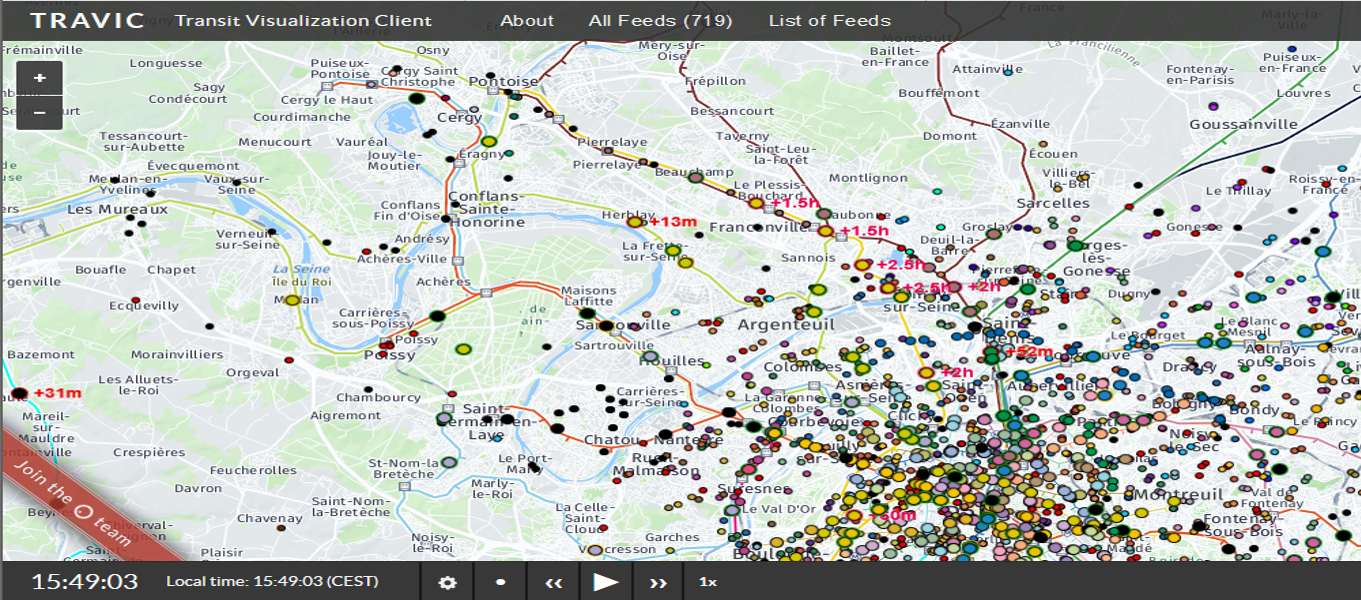 TRAVIC
Transit Visualization Client
About
All Feeds (719)
List of Feeds
France
Marly-la-
Ville
Frémainville
Osny
Méry-sur-
Oise
Baillet-
en-France
La Francilienne
Longuesse
Puiseux-
Pontoise
Cergy Saint
Christophe
Pontoise
Frépillon
Attainville
Fontenay-
en-Parisis
Puiseux-
en-France
+
Sagy
Condécourt
Cergy le Haut
Bouffémont
Louvres
−
Courdimanche
Cergy
Bessancourt
Ézanville
Goussainville
Tessancourt-
sur-Aubette
Menucourt
Vauréal
Pierrelaye
Taverny
Domont
Jouy-le-
Moutier
Éragny
Pierrelaye
Saint-Leu-
la-Forêt
Écouen
Évecquemont
Beauchamp
Montlignon
Villiers-
le-Bel
Vaux-sur-
Seine
Le Plessis-
Bouchard
+1.5h
Le Thillay
Roissy-en-
France
Les Mureaux
Conflans
Fin d'Oise
Conflans-
Sainte-
Honorine
Herblay
+13m
Franconville
+1.5h
Sarcelles
Verneuil-
sur-Seine
Andrésy
La Frette-
sur-Seine
Sannois
Deuil-la-
Barre
Groslay
Gonesse
Bouafle
Chapet
La Seine
Île du Roi
Achères-Ville
+2.5h
Achères
+2.5h
+2h
Dugny
Ecquevilly
Maisons
Laffitte
Carrières-
sous-Poissy
Sartrouville
Argenteuil
Saint-
Denis
Le Bourget
Le Blanc
Mesnil
Bazemont
Morainvilliers
Poissy
Poissy
Sartrouville
Houilles
+52m
Aulnay-
sous-Bois
Orgeval
Colombes
+2h
Drancy
+31m
Les Alluets-
le-Roi
Chambourcy
Carrières-
sur-Seine
La Garenne
Colombes
Asnières-
sur-Seine
Aubervilliers
Mareil-
sur-
Mauldre
Aigremont
Saint-
Germain-en-
Laye
Courbevoie
Clichy
Bobigny
Bondy
Chatou
Nanterre
Noisy-
le-Sec
Crespières
Le Port-
Marly
Rueil-
Malmaison
Feucherolles
St-Nom-la
Bretèche
Davron
Marly-
le-Roi
Suresnes
Montreuil
Saint-Nom-
la-Bretèche
La Celle-
Saint-
Cloud
Le Val D'Or
Val de
Fontenay
Chavenay
Garches
Fontenay-
sous-Bois
Plaisir
Noisy-
le-Roi
Vaucresson
Join the
team
15:49:03
Local time: 15:49:03 (CEST)
1x